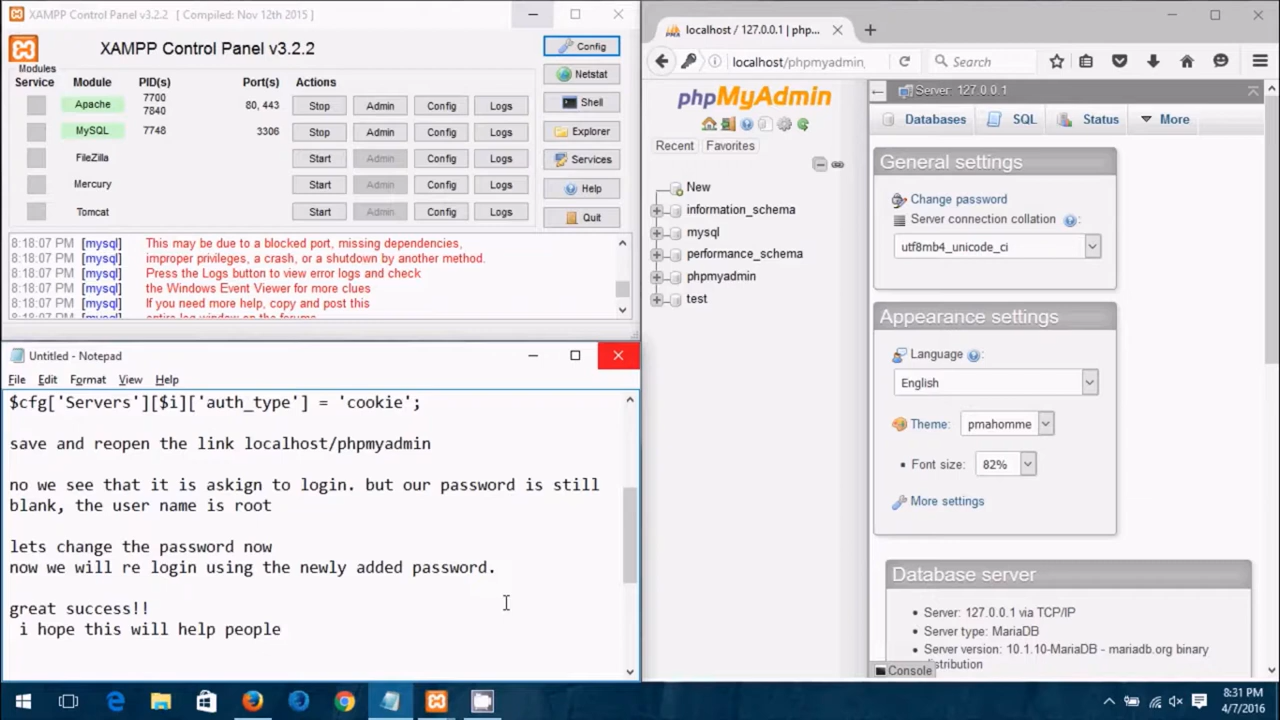 XAMPP Control Panel v3.2.2 [ Compiled: Nov 12th 2015 ]
XAMPP Control Panel v3.2.2
Config
Modules
Service Module PID(s) Port(s) Actions
Netstat
Apache 7700 7840 80, 443 Stop Admin Config Logs
Shell
MySQL 7748 3306 Stop Admin Config Logs
Explorer
FileZilla Start Admin Config Logs
Services
Mercury Start Admin Config Logs
Help
Tomcat Start Admin Config Logs
Quit
8:18:07 PM [mysql] This may be due to a blocked port, missing dependencies,
8:18:07 PM [mysql] improper privileges, a crash, or a shutdown by another method.
8:18:07 PM [mysql] Press the Logs button to view error logs and check
8:18:07 PM [mysql] the Windows Event Viewer for more clues
8:18:07 PM [mysql] If you need more help, copy and post this
8:18:07 PM [mysql] entire log window on the forums
Untitled - Notepad
File Edit Format View Help
$cfg['Servers'][$i]['auth_type'] = 'cookie';
save and reopen the link localhost/phpmyadmin
no we see that it is askign to login. but our password is still
blank, the user name is root
lets change the password now
now we will re login using the newly added password.
great success!!
i hope this will help people
localhost / 127.0.0.1 | php...
localhost/phpmyadmin
Search
phpMyAdmin
Recent Favorites
New
information_schema
mysql
performance_schema
phpmyadmin
test
Server: 127.0.0.1
Databases SQL Status More
General settings
Change password
Server connection collation :
utf8mb4_unicode_ci
Appearance settings
Language :
English
Theme: pmahomme
• Font size: 82%
More settings
Database server
• Server: 127.0.0.1 via TCP/IP
• Server type: MariaDB
• Server version: 10.1.10-MariaDB - mariadb.org binary
distribution
Console
8:31 PM
4/7/2016